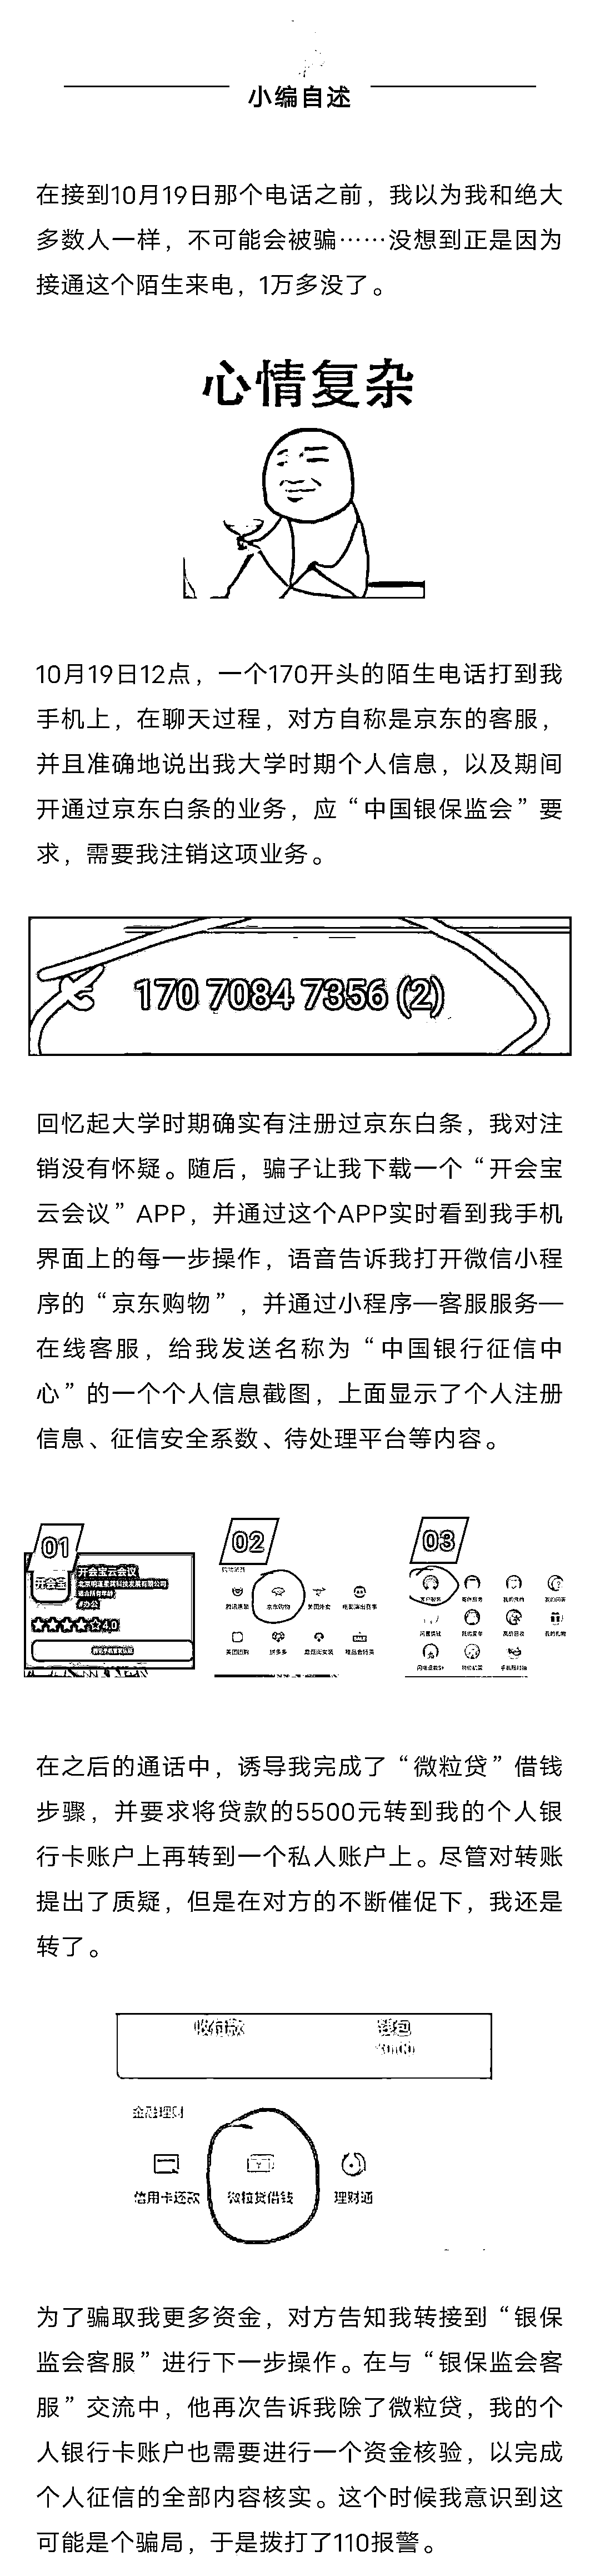 小编自述
在接到10月19日那个电话之前，我以为我和绝大
多数人一样，不可能会被骗……没想到正是因为
接通这个陌生来电，1万多没了。
心情复杂
10月19日12点，一个170开头的陌生电话打到我
手机上，在聊天过程，对方自称是京东的客服，
并且准确地说出我大学时期个人信息，以及期间
开通过京东白条的业务，应“中国银保监会”要
求，需要我注销这项业务。
170 7084 7356 (2)
回忆起大学时期确实有注册过京东白条，我对注
销没有怀疑。随后，骗子让我下载一个“开会宝
云会议”APP，并通过这个APP实时看到我手机
界面上的每一步操作，语音告诉我打开微信小程
序的“京东购物”，并通过小程序—客服服务—
在线客服，给我发送名称为“中国银行征信中
心”的一个个人信息截图，上面显示了个人注册
信息、征信安全系数、待处理平台等内容。
01
开会宝
开会宝云会议
4.0
02
购物消费
腾讯惠聚 京东购物 美团外卖 电影演出赛事
美团团购 拼多多 蘑菇街女装 唯品会特卖
03
客户服务
在之后的通话中，诱导我完成了“微粒贷”借钱
步骤，并要求将贷款的5500元转到我的个人银
行卡账户上再转到一个私人账户上。尽管对转账
提出了质疑，但是在对方的不断催促下，我还是
转了。
收付款 钱包
金融理财
信用卡还款 微粒贷借钱 理财通
为了骗取我更多资金，对方告知我转接到“银保
监会客服”进行下一步操作。在与“银保监会客
服”交流中，他再次告诉我除了微粒贷，我的个
人银行卡账户也需要进行一个资金核验，以完成
个人征信的全部内容核实。这个时候我意识到这
可能是个骗局，于是拨打了110报警。